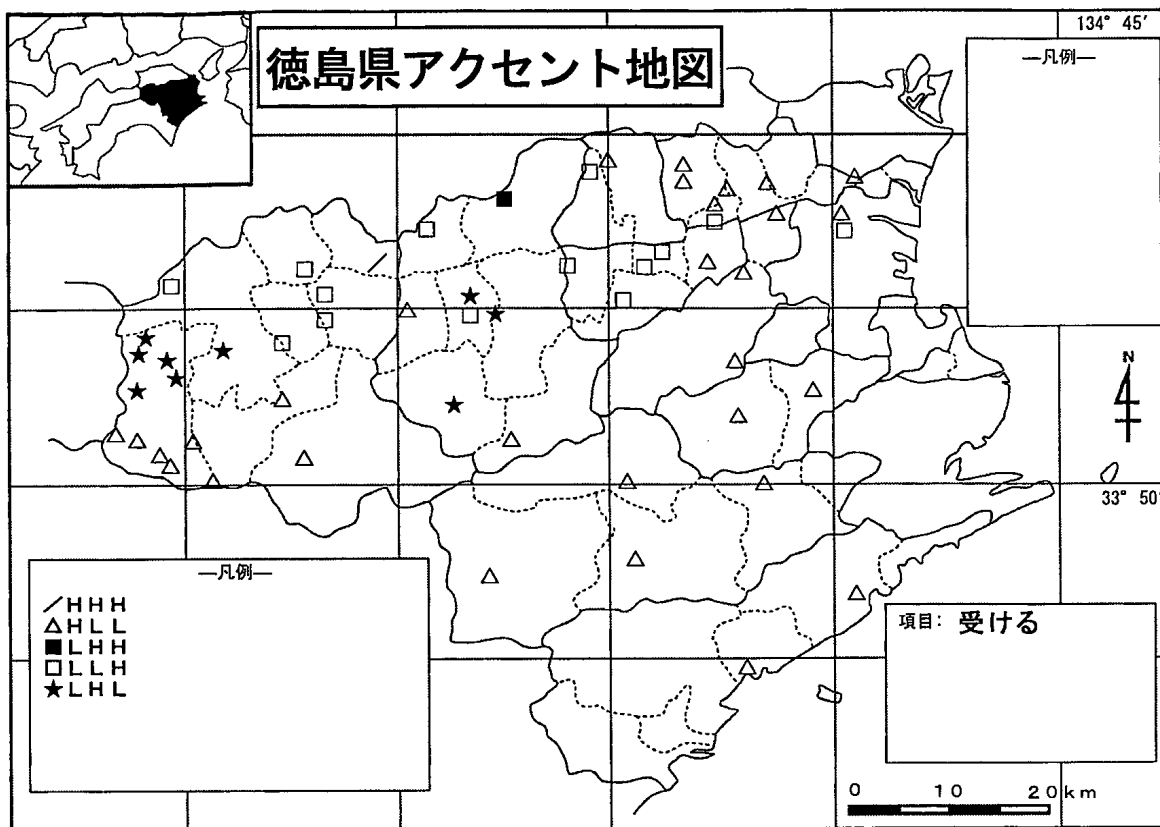 徳島県アクセント地図
134° 45′
―凡例―
N
33° 50′
―凡例―
／ＨＨＨ
△ＨＬＬ
■ＬＨＨ
□ＬＬＨ
★ＬＨＬ
項目: 受ける
0 10 20km